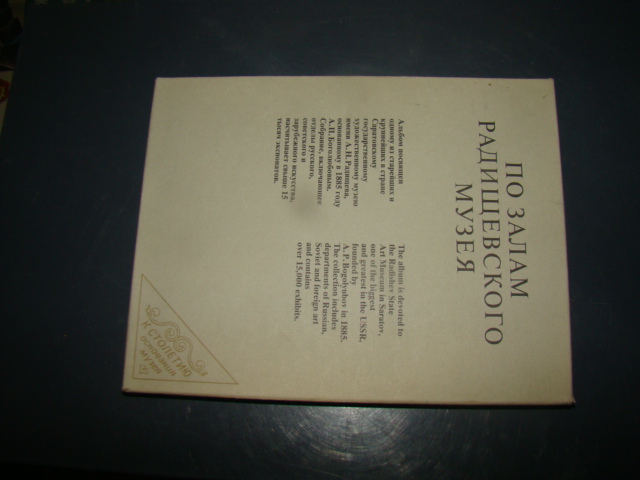 ПО ЗАЛАМ
РАДИЩЕВСКОГО
МУЗЕЯ
Альбом посвящен
одному из старейших и
крупнейших в стране
Саратовскому
государственному
художественному музею
имени А.Н.Радищева,
основанному в 1885 году
А.П.Боголюбовым.
Собрание, включающее
отделы русского,
советского и
зарубежного искусства,
насчитывает свыше 15
тысяч экспонатов.
The album is devoted to
the Radishev State
Art Museum in Saratov,
one of the biggest
and greatest in the USSR,
founded by
A. P. Bogolyubov in 1885.
The collection includes
departments of Russian,
Soviet and foreign art
and contains
over 15,000 exhibits.
К СТОЛЕТИЮ
основания
музея